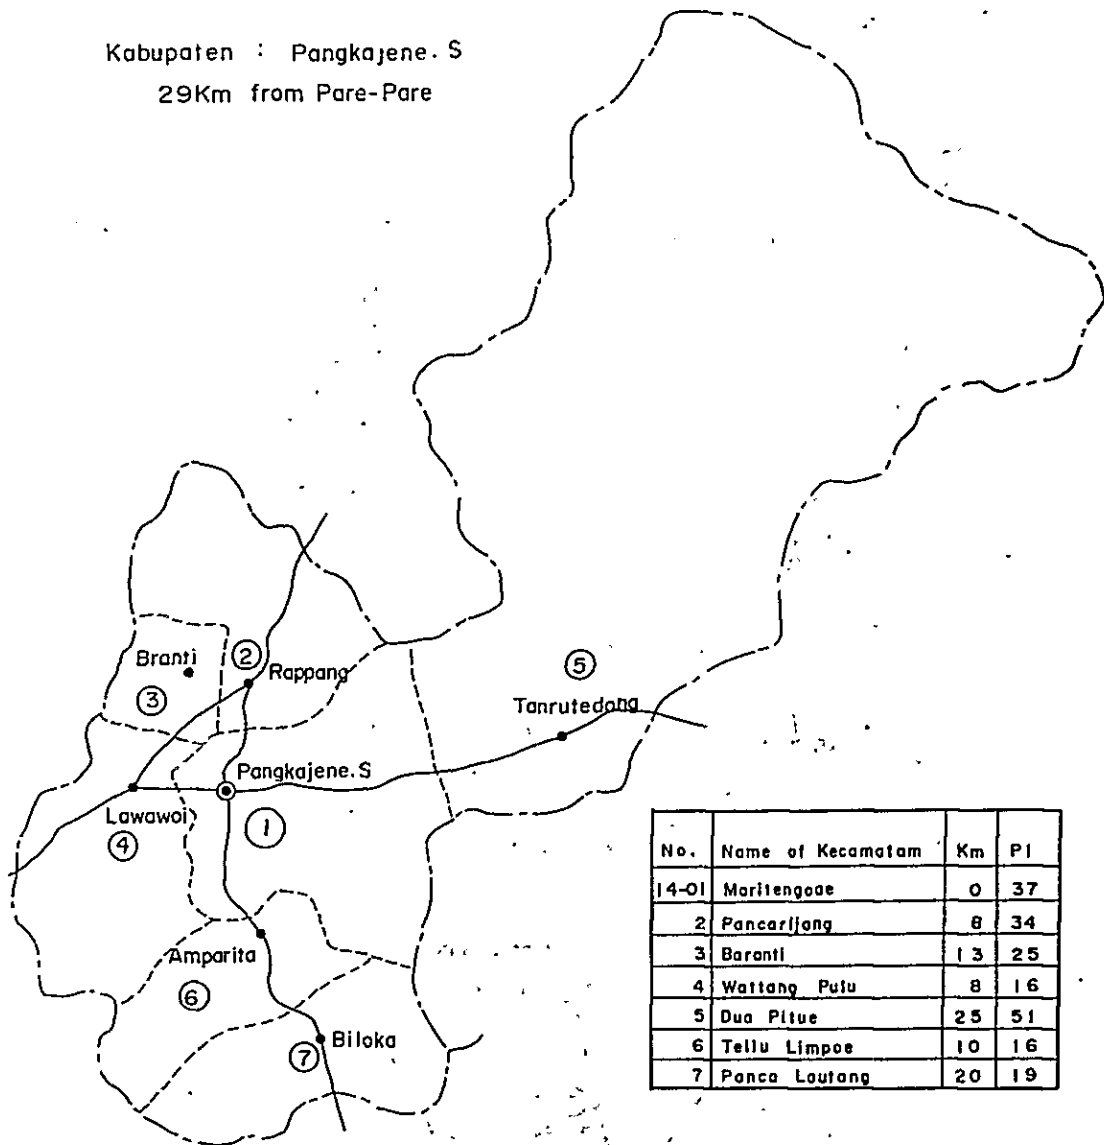 Kabupaten : Pangkajene. S
29Km from Pare-Pare
Branti
②
Rappang
③
⑤
Tanrutedong
Pangkajene. S
Lawawoi
①
④
Amparita
⑥
⑦ Biloka
No. Name of Kecamatam Km PI
14-01 Maritengoae 0 37
2 Pancarijang 8 34
3 Baranti 13 25
4 Wattang Pulu 8 16
5 Dua Pitue 25 51
6 Tellu Limpoe 10 16
7 Panca Lautang 20 19